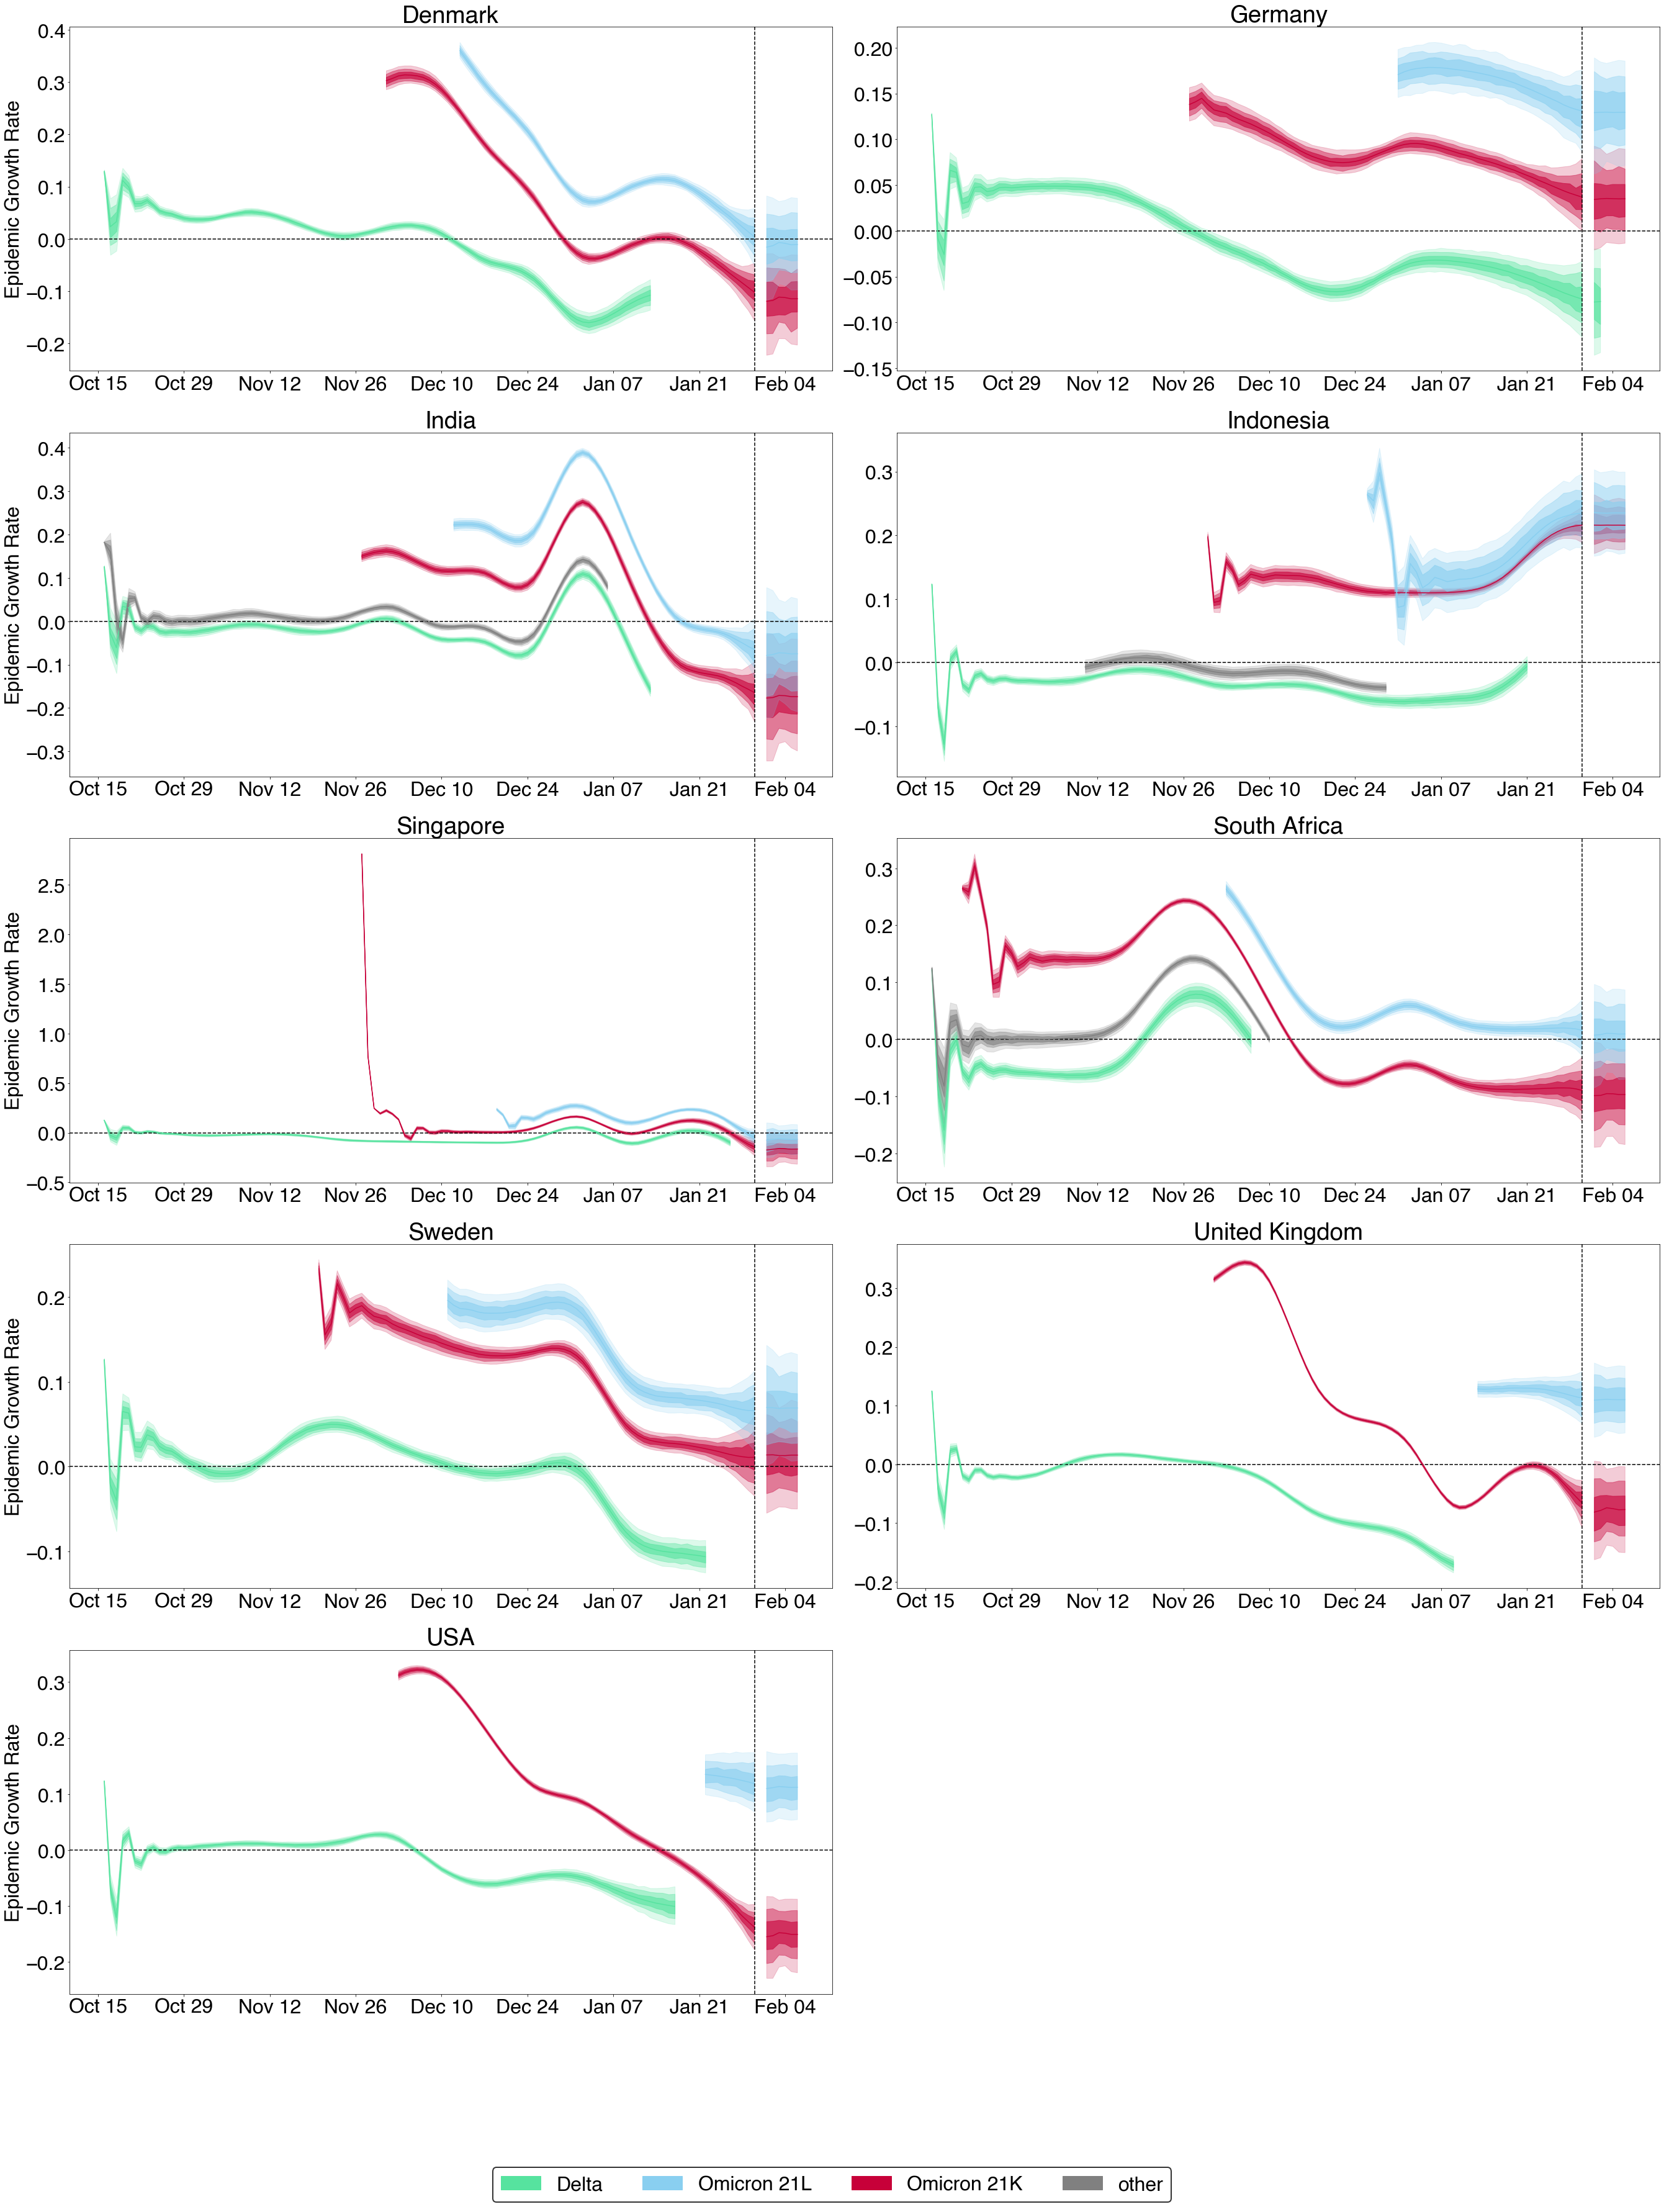 Denmark
Epidemic Growth Rate
0.4
0.3
0.2
0.1
0.0
−0.1
−0.2
Oct 15 Oct 29 Nov 12 Nov 26 Dec 10 Dec 24 Jan 07 Jan 21 Feb 04
Germany
0.20
0.15
0.10
0.05
0.00
−0.05
−0.10
−0.15
Oct 15 Oct 29 Nov 12 Nov 26 Dec 10 Dec 24 Jan 07 Jan 21 Feb 04
India
Epidemic Growth Rate
0.4
0.3
0.2
0.1
0.0
−0.1
−0.2
−0.3
Oct 15 Oct 29 Nov 12 Nov 26 Dec 10 Dec 24 Jan 07 Jan 21 Feb 04
Indonesia
0.3
0.2
0.1
0.0
−0.1
Oct 15 Oct 29 Nov 12 Nov 26 Dec 10 Dec 24 Jan 07 Jan 21 Feb 04
Singapore
Epidemic Growth Rate
2.5
2.0
1.5
1.0
0.5
0.0
−0.5
Oct 15 Oct 29 Nov 12 Nov 26 Dec 10 Dec 24 Jan 07 Jan 21 Feb 04
South Africa
0.3
0.2
0.1
0.0
−0.1
−0.2
Oct 15 Oct 29 Nov 12 Nov 26 Dec 10 Dec 24 Jan 07 Jan 21 Feb 04
Sweden
Epidemic Growth Rate
0.2
0.1
0.0
−0.1
Oct 15 Oct 29 Nov 12 Nov 26 Dec 10 Dec 24 Jan 07 Jan 21 Feb 04
United Kingdom
0.3
0.2
0.1
0.0
−0.1
−0.2
Oct 15 Oct 29 Nov 12 Nov 26 Dec 10 Dec 24 Jan 07 Jan 21 Feb 04
USA
Epidemic Growth Rate
0.3
0.2
0.1
0.0
−0.1
−0.2
Oct 15 Oct 29 Nov 12 Nov 26 Dec 10 Dec 24 Jan 07 Jan 21 Feb 04
Delta Omicron 21L Omicron 21K other